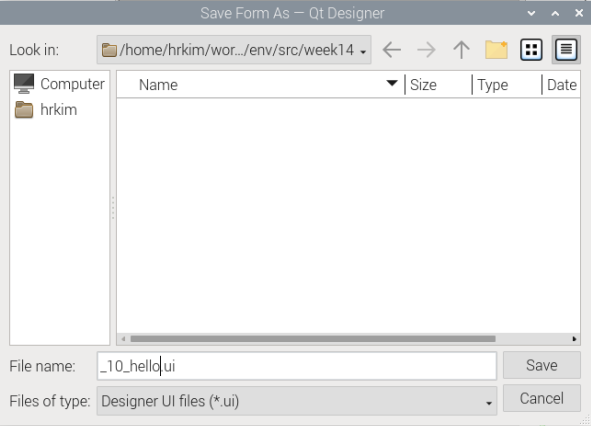 Save Form As — Qt Designer
Look in: /home/hrkim/wor.../env/src/week14
Computer
hrkim
Name Size Type Date
File name: _10_hello.ui Save
Files of type: Designer UI files (*.ui) Cancel